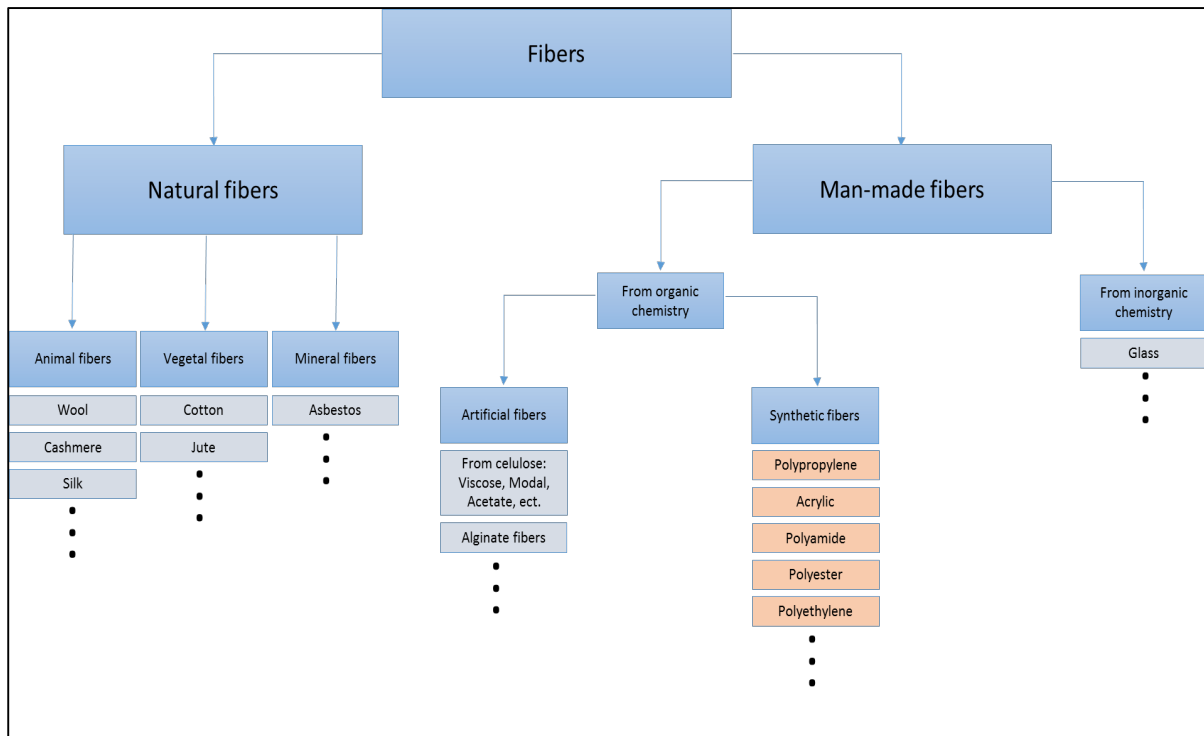 Fibers
Natural fibers
Man-made fibers
From organic
chemistry
From inorganic
chemistry
Animal fibers
Vegetal fibers
Mineral fibers
Glass
Wool
Cotton
Asbestos
Artificial fibers
Synthetic fibers
Cashmere
Jute
Silk
From celulose:
Viscose, Modal,
Acetate, ect.
Alginate fibers
Polypropylene
Acrylic
Polyamide
Polyester
Polyethylene